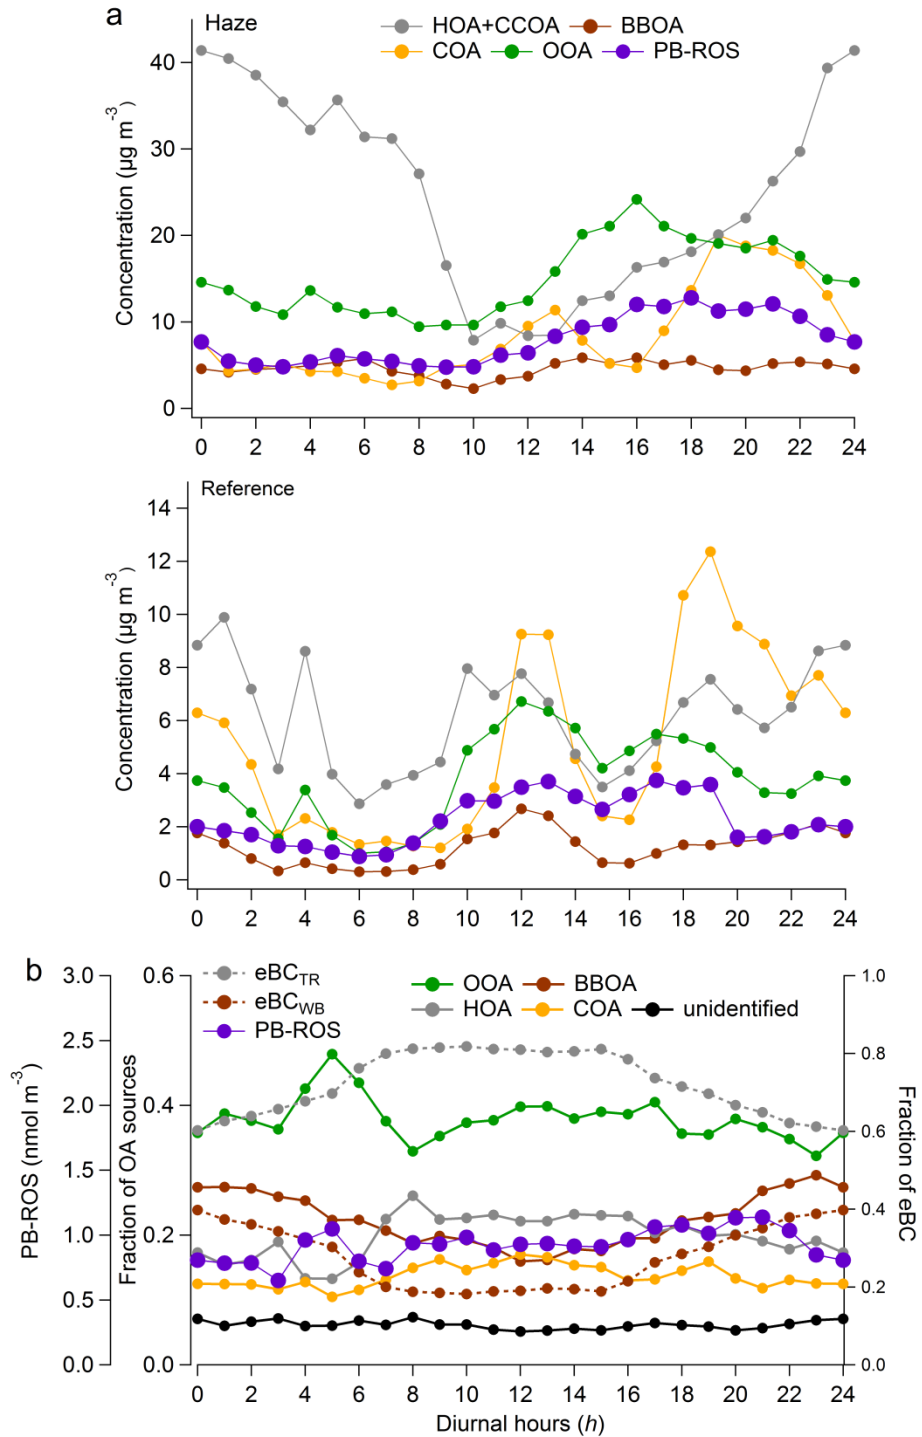 a
Haze
HOA+CCOA BBOA
COA OOA PB-ROS
Concentration (µg m⁻³)
40
30
20
10
0
0 2 4 6 8 10 12 14 16 18 20 22 24
Reference
Concentration (µg m⁻³)
14
12
10
8
6
4
2
0
0 2 4 6 8 10 12 14 16 18 20 22 24
b
eBC_TR
eBC_WB
PB-ROS
OOA BBOA
HOA COA unidentified
PB-ROS (nmol m⁻³)
3.0
2.5
2.0
1.5
1.0
0.5
0.0
Fraction of OA sources
0.6
0.4
0.2
0.0
Fraction of eBC
1.0
0.8
0.6
0.4
0.2
0.0
0 2 4 6 8 10 12 14 16 18 20 22 24
Diurnal hours (h)